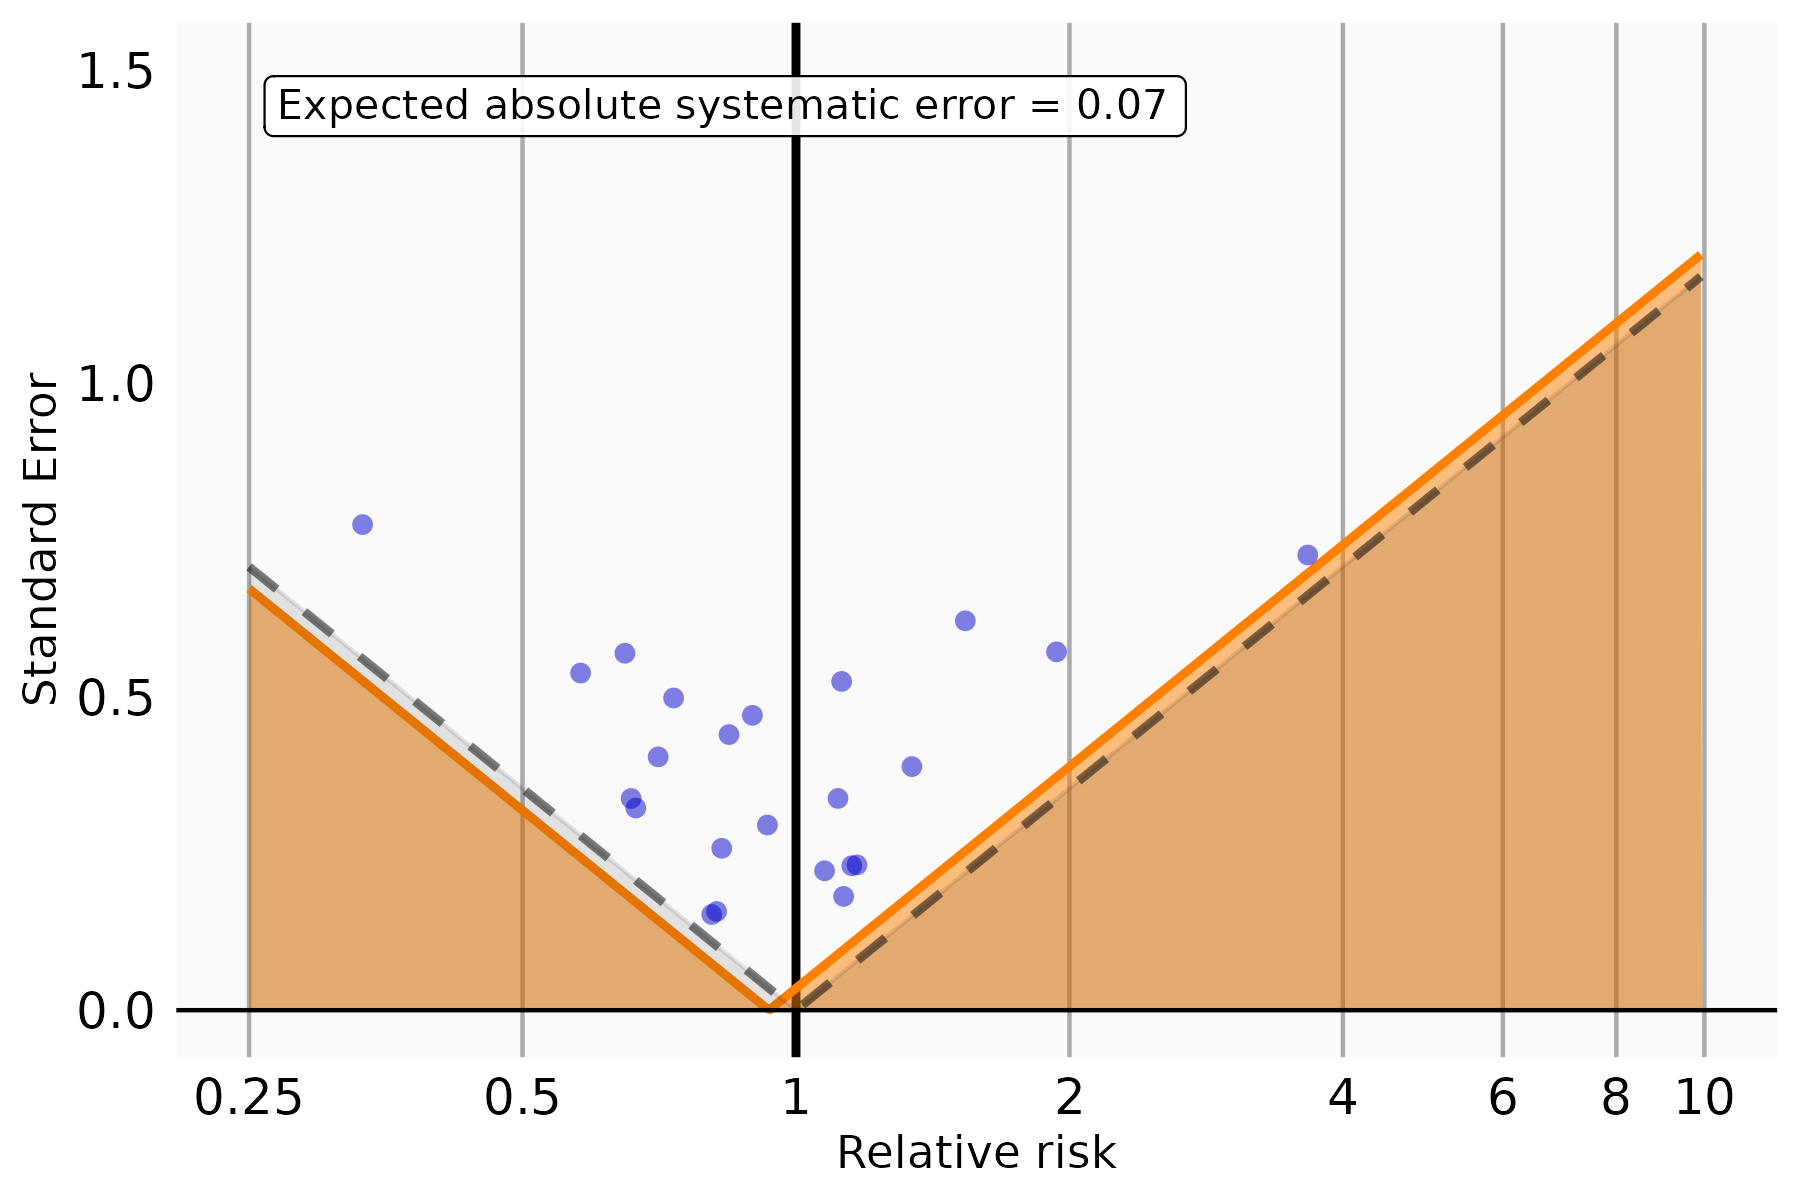 Expected absolute systematic error = 0.07
Standard Error
1.5
1.0
0.5
0.0
0.25 0.5 1 2 4 6 8 10
Relative risk